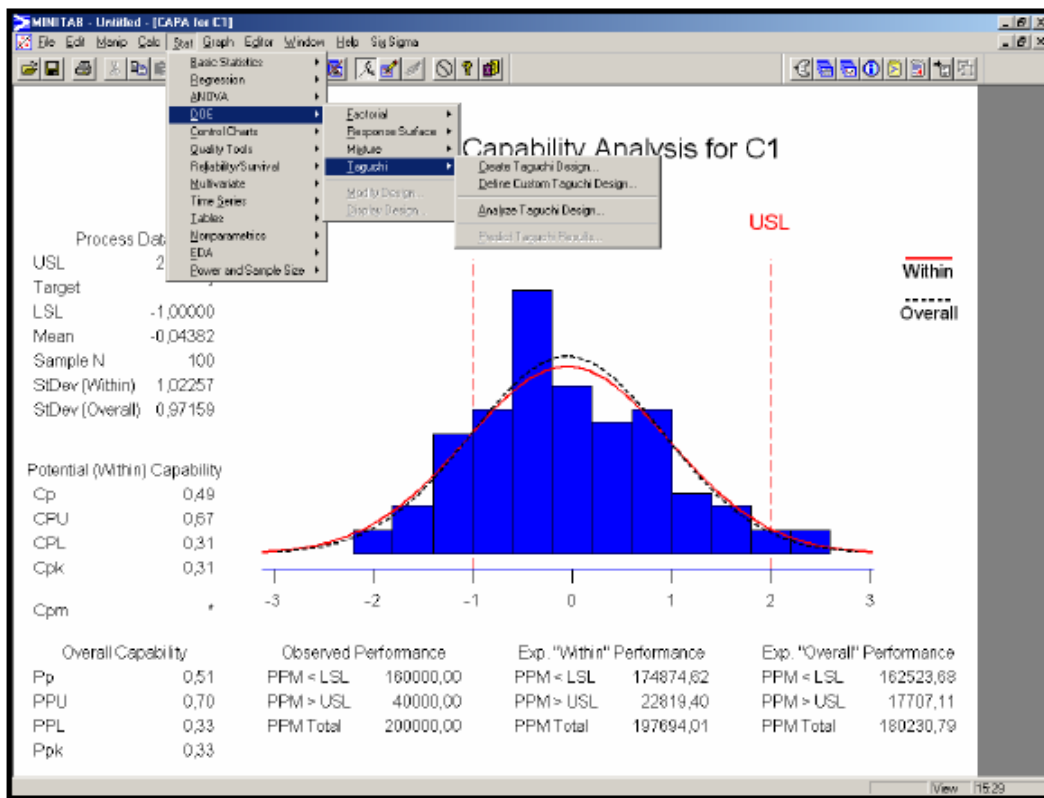 MINITAB - Untitled - [CAPA for C1]
File Edit Manip Calc Stat Graph Editor Window Help Six Sigma
Basic Statistics
Regression
ANOVA
DOE
Control Charts
Quality Tools
Reliability/Survival
Multivariate
Time Series
Tables
Nonparametrics
EDA
Power and Sample Size
Factorial
Response Surface
Mixture
Taguchi
Modify Design...
Display Design...
Create Taguchi Design...
Define Custom Taguchi Design...
Analyze Taguchi Design...
Predict Taguchi Results...
Capability Analysis for C1
USL
Within
Overall
Process Dat
USL 2
Target *
LSL -1,00000
Mean -0,04382
Sample N 100
StDev (Within) 1,02257
StDev (Overall) 0,97159
Potential (Within) Capability
Cp 0,49
CPU 0,67
CPL 0,31
Cpk 0,31
Cpm *
-3 -2 -1 0 1 2 3
Overall Capability
Pp 0,51
PPU 0,70
PPL 0,33
Ppk 0,33
Observed Performance
PPM < LSL 160000,00
PPM > USL 40000,00
PPM Total 200000,00
Exp. "Within" Performance
PPM < LSL 174874,62
PPM > USL 22819,40
PPM Total 197694,01
Exp. "Overall" Performance
PPM < LSL 162523,68
PPM > USL 17707,11
PPM Total 180230,79
View 15:29